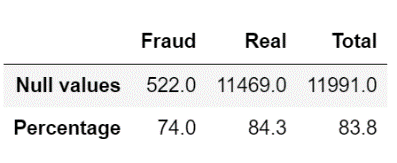 Fraud Real Total
Null values 522.0 11469.0 11991.0
Percentage 74.0 84.3 83.8